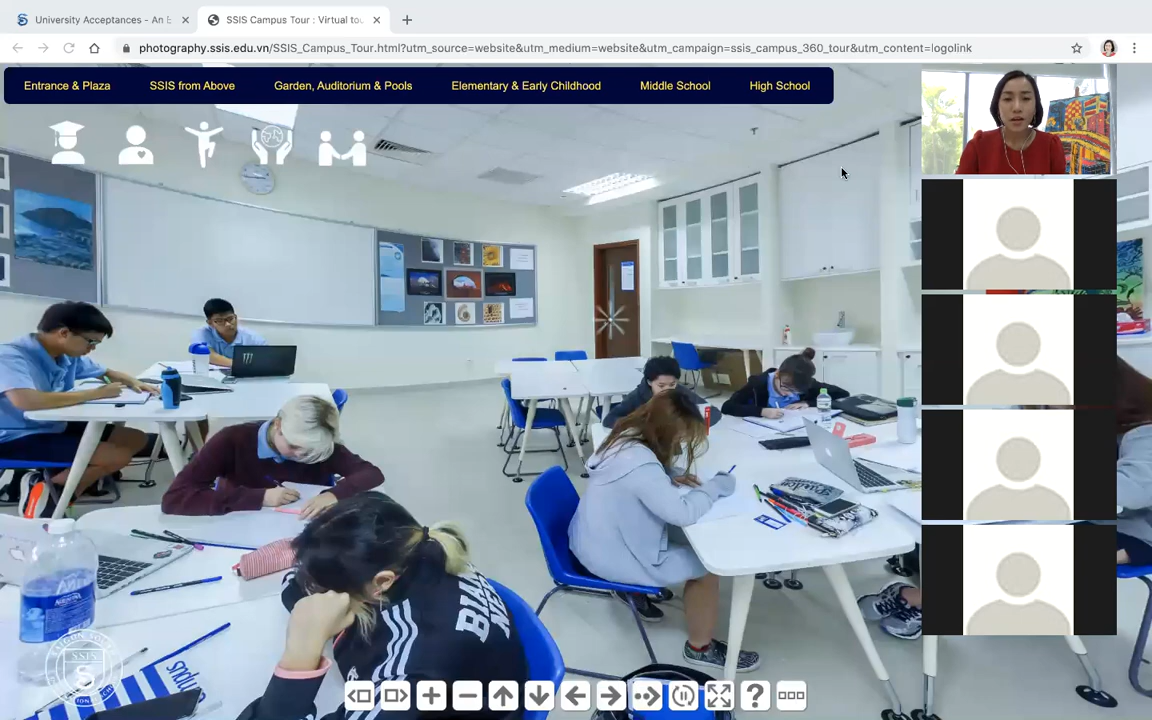 University Acceptances - An E
SSIS Campus Tour : Virtual tou
photography.ssis.edu.vn/SSIS_Campus_Tour.html?utm_source=website&utm_medium=website&utm_campaign=ssis_campus_360_tour&utm_content=logolink
Entrance & Plaza
SSIS from Above
Garden, Auditorium & Pools
Elementary & Early Childhood
Middle School
High School
SSIS